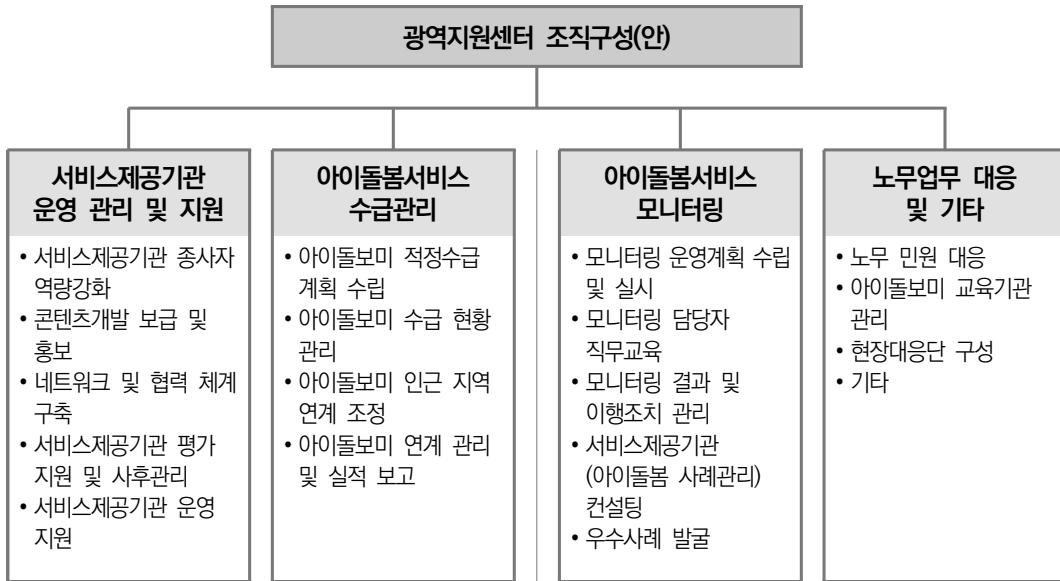 광역지원센터 조직구성(안)
서비스제공기관
운영 관리 및 지원
• 서비스제공기관 종사자
역량강화
• 콘텐츠개발 보급 및
홍보
• 네트워크 및 협력 체계
구축
• 서비스제공기관 평가
지원 및 사후관리
• 서비스제공기관 운영
지원
아이돌봄서비스
수급관리
• 아이돌보미 적정수급
계획 수립
• 아이돌보미 수급 현황
관리
• 아이돌보미 인근 지역
연계 조정
• 아이돌보미 연계 관리
및 실적 보고
아이돌봄서비스
모니터링
• 모니터링 운영계획 수립
및 실시
• 모니터링 담당자
직무교육
• 모니터링 결과 및
이행조치 관리
• 서비스제공기관
(아이돌봄 사례관리)
컨설팅
• 우수사례 발굴
노무업무 대응
및 기타
• 노무 민원 대응
• 아이돌보미 교육기관
관리
• 현장대응단 구성
• 기타